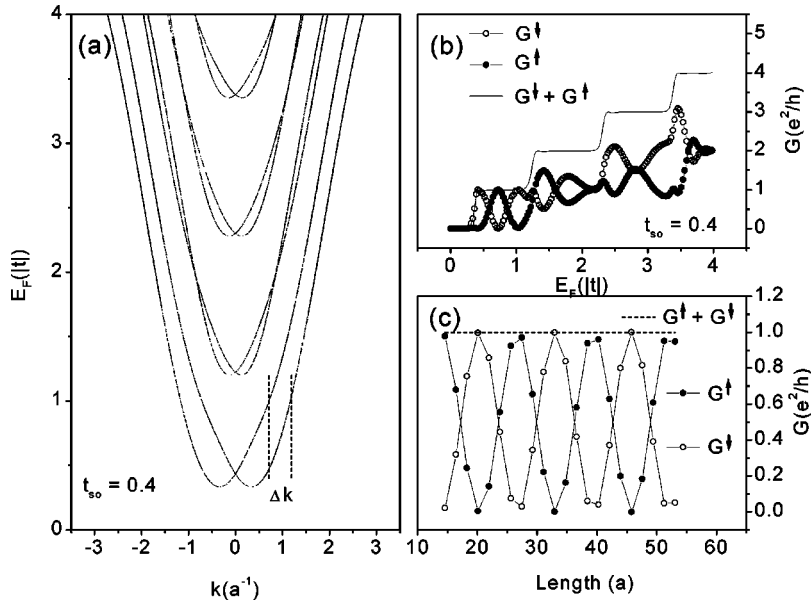 (a)
4
3
2
1
0
E_F(|t|)
t_so = 0.4
Δk
-3 -2 -1 0 1 2 3
k(a⁻¹)
(b)
G⬇
G⬆
G⬇ + G⬆
5
4
3
2
1
0
G(e²/h)
t_so = 0.4
0 1 2 3 4
E_F(|t|)
(c)
G⬆ + G⬇
G⬆
G⬇
1.2
1.0
0.8
0.6
0.4
0.2
0.0
G(e²/h)
10 20 30 40 50 60
Length (a)